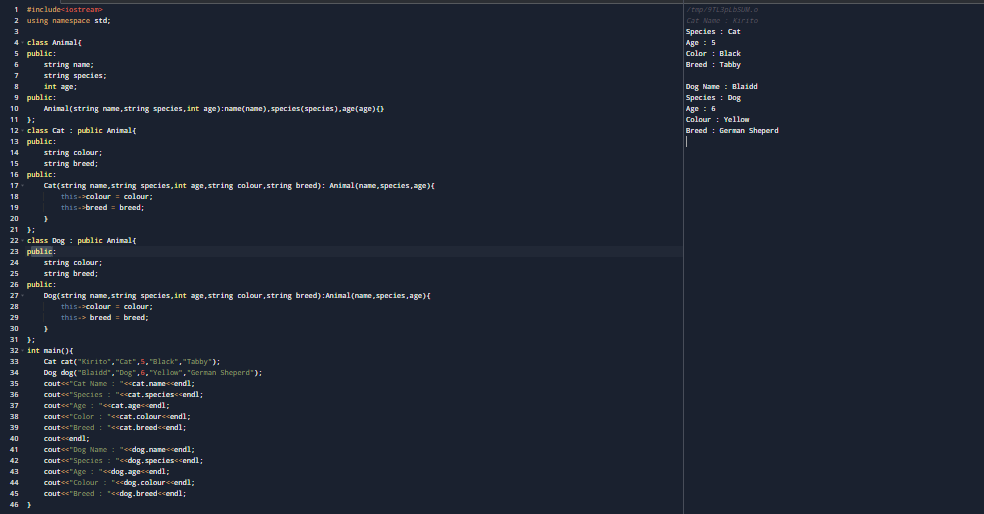 1 #include<iostream>
2 using namespace std;
3
4 class Animal{
5 public:
6 string name;
7 string species;
8 int age;
9 public:
10 Animal(string name,string species,int age):name(name),species(species),age(age){}
11 };
12 class Cat : public Animal{
13 public:
14 string colour;
15 string breed;
16 public:
17 Cat(string name,string species,int age,string colour,string breed): Animal(name,species,age){
18 this->colour = colour;
19 this->breed = breed;
20 }
21 };
22 class Dog : public Animal{
23 public:
24 string colour;
25 string breed;
26 public:
27 Dog(string name,string species,int age,string colour,string breed):Animal(name,species,age){
28 this->colour = colour;
29 this-> breed = breed;
30 }
31 };
32 int main(){
33 Cat cat("Kirito","Cat",5,"Black","Tabby");
34 Dog dog("Blaidd","Dog",6,"Yellow","German Sheperd");
35 cout<<"Cat Name : "<<cat.name<<endl;
36 cout<<"Species : "<<cat.species<<endl;
37 cout<<"Age : "<<cat.age<<endl;
38 cout<<"Color : "<<cat.colour<<endl;
39 cout<<"Breed : "<<cat.breed<<endl;
40 cout<<endl;
41 cout<<"Dog Name : "<<dog.name<<endl;
42 cout<<"Species : "<<dog.species<<endl;
43 cout<<"Age : "<<dog.age<<endl;
44 cout<<"Colour : "<<dog.colour<<endl;
45 cout<<"Breed : "<<dog.breed<<endl;
46 }
Cat Name : Kirito
Species : Cat
Age : 5
Color : Black
Breed : Tabby
Dog Name : Blaidd
Species : Dog
Age : 6
Colour : Yellow
Breed : German Sheperd